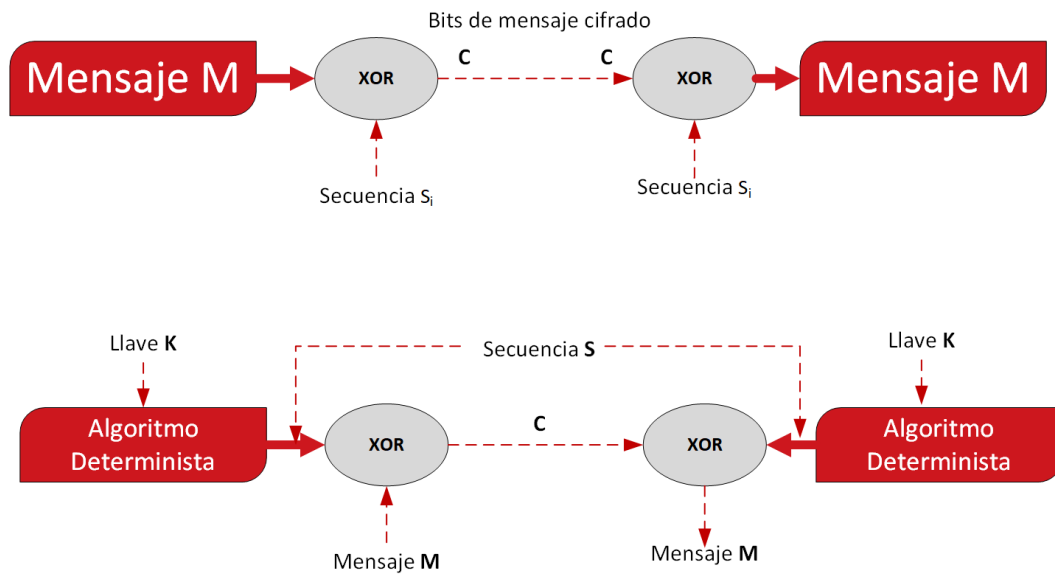 Bits de mensaje cifrado
Mensaje M
XOR
C
C
XOR
Mensaje M
Secuencia Si
Secuencia Si
Llave K
Secuencia S
Llave K
Algoritmo
Determinista
XOR
C
XOR
Algoritmo
Determinista
Mensaje M
Mensaje M